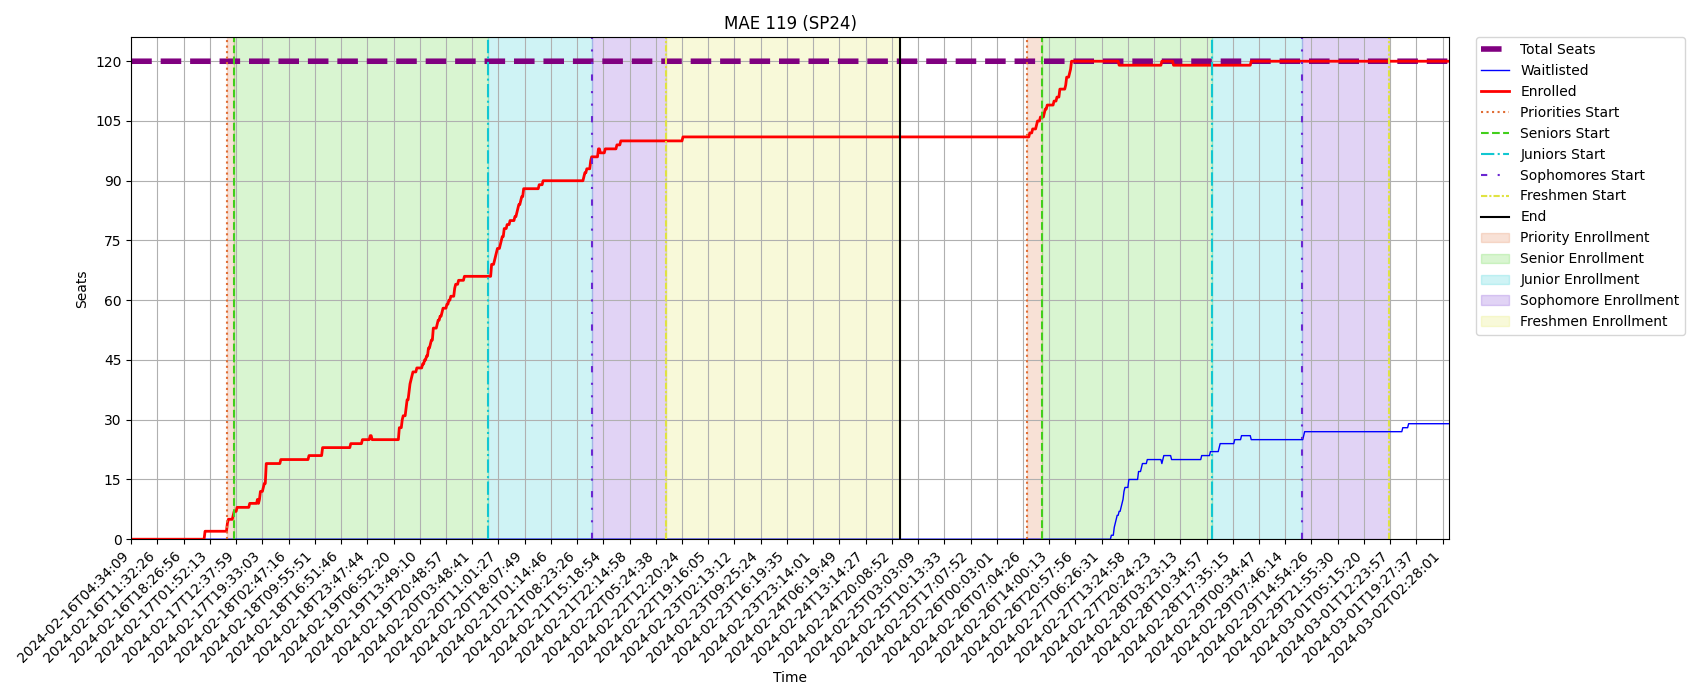 MAE 119 (SP24)
Seats
120
105
90
75
60
45
30
15
0
2024-02-16T04:34:09
2024-02-16T11:32:26
2024-02-16T18:26:56
2024-02-17T01:52:13
2024-02-17T12:37:59
2024-02-17T19:33:03
2024-02-18T02:47:16
2024-02-18T09:55:51
2024-02-18T16:51:46
2024-02-18T23:47:44
2024-02-19T06:52:20
2024-02-19T13:49:10
2024-02-19T20:48:57
2024-02-20T03:48:41
2024-02-20T11:01:27
2024-02-20T18:07:49
2024-02-21T01:14:46
2024-02-21T08:23:26
2024-02-21T15:18:54
2024-02-21T22:14:58
2024-02-22T05:24:38
2024-02-22T12:20:24
2024-02-22T19:16:05
2024-02-23T02:13:12
2024-02-23T09:25:24
2024-02-23T16:19:35
2024-02-23T23:14:01
2024-02-24T06:19:49
2024-02-24T13:14:27
2024-02-24T20:08:52
2024-02-25T03:03:09
2024-02-25T10:13:33
2024-02-25T17:07:52
2024-02-26T00:03:01
2024-02-26T07:04:26
2024-02-26T14:00:13
2024-02-26T20:57:56
2024-02-27T06:26:31
2024-02-27T13:24:58
2024-02-27T20:24:23
2024-02-28T03:23:13
2024-02-28T10:34:57
2024-02-28T17:35:15
2024-02-29T00:34:47
2024-02-29T07:46:14
2024-02-29T14:54:26
2024-02-29T21:55:30
2024-03-01T05:15:20
2024-03-01T12:23:57
2024-03-01T19:27:37
2024-03-02T02:28:01
Time
Total Seats
Waitlisted
Enrolled
Priorities Start
Seniors Start
Juniors Start
Sophomores Start
Freshmen Start
End
Priority Enrollment
Senior Enrollment
Junior Enrollment
Sophomore Enrollment
Freshmen Enrollment